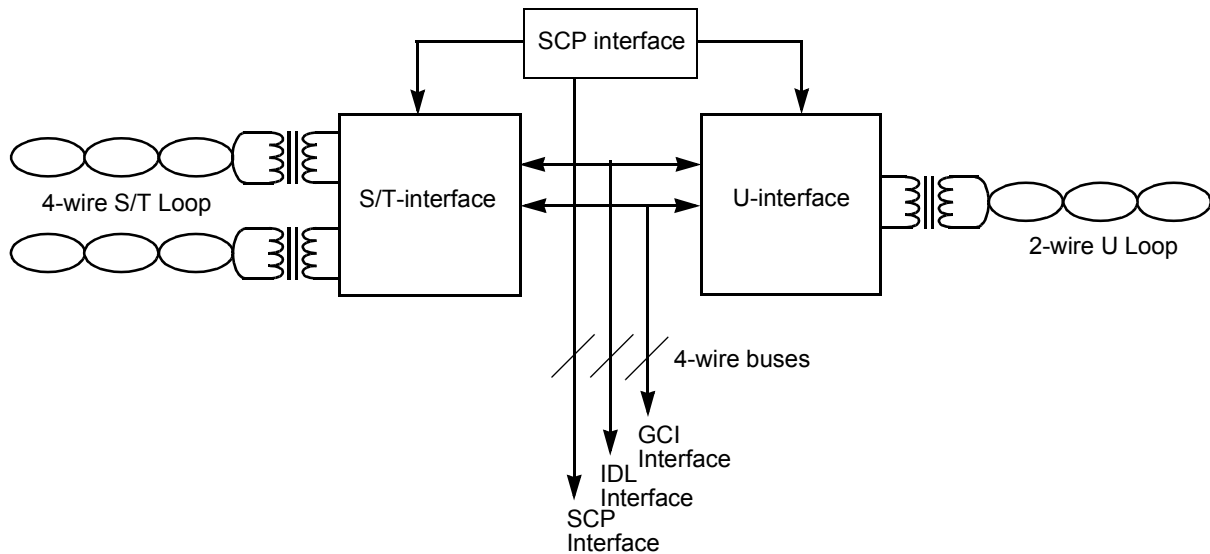 SCP interface
4-wire S/T Loop
S/T-interface
U-interface
2-wire U Loop
4-wire buses
GCI
Interface
IDL
Interface
SCP
Interface